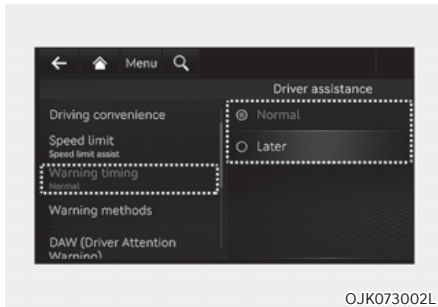 Menu
Driver assistance
Driving convenience
Speed limit
Speed limit assist
Warning timing
Normal
Warning methods
DAW (Driver Attention
Warning)
Normal
Later
OJK073002L